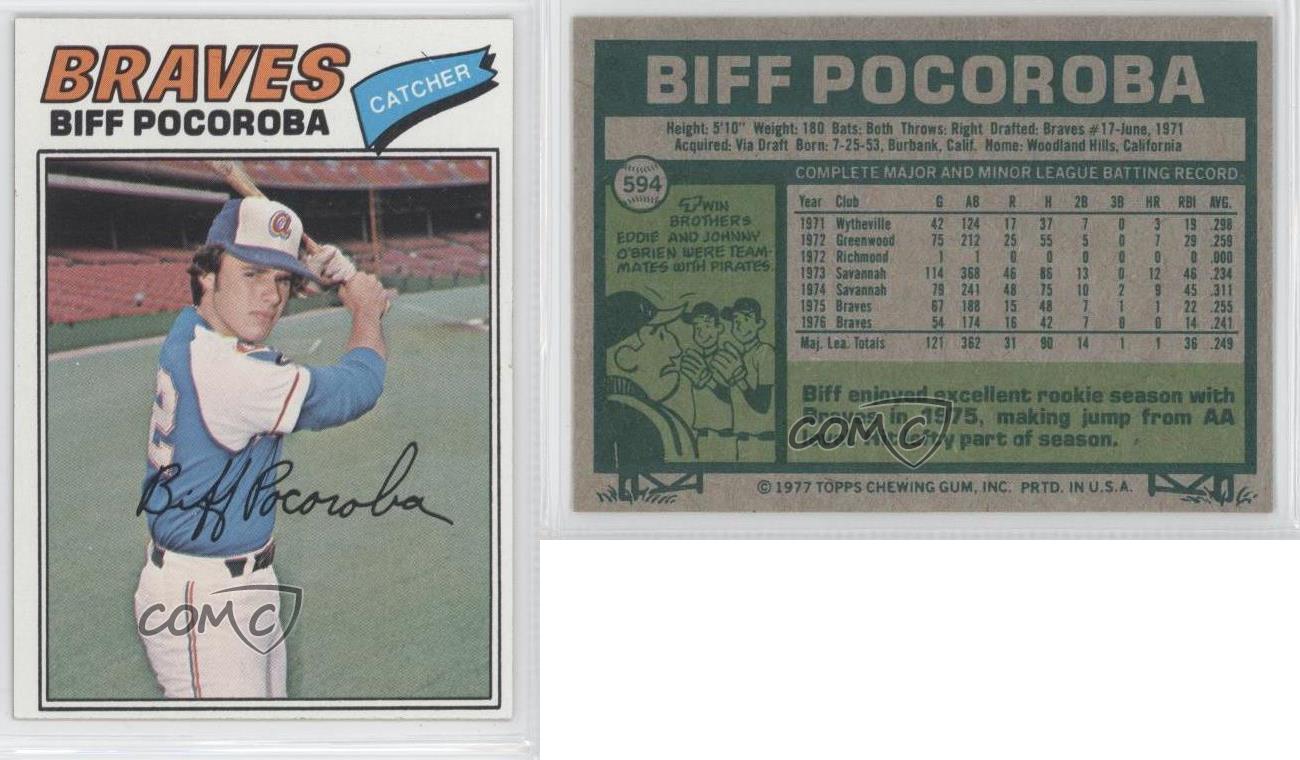 BRAVES
BIFF POCOROBA
CATCHER
a
2
Biff Pocoroba
COMC
BIFF POCOROBA
Height: 5'10" Weight: 180 Bats: Both Throws: Right Drafted: Braves #17-June, 1971
Acquired: Via Draft Born: 7-25-53, Burbank, Calif. Home: Woodland Hills, California
594
TWIN
BROTHERS
EDDIE AND JOHNNY
O'BRIEN WERE TEAM-
MATES WITH PIRATES.
COMPLETE MAJOR AND MINOR LEAGUE BATTING RECORD
Year Club G AB R H 2B 3B HR RBI AVG.
1971 Wytheville 42 124 17 37 7 0 3 19 .298
1972 Greenwood 75 212 25 55 5 0 7 29 .259
1972 Richmond 1 1 0 0 0 0 0 0 .000
1973 Savannah 114 368 46 86 13 0 12 46 .234
1974 Savannah 79 241 48 75 10 2 9 45 .311
1975 Braves 67 188 15 48 7 1 1 22 .255
1976 Braves 54 174 16 42 7 0 0 14 .241
Maj. Lea. Totals 121 362 31 90 14 1 1 36 .249
Biff enjoyed excellent rookie season with
Braves in 1975, making jump from AA
part of season.
COMC
© 1977 TOPPS CHEWING GUM, INC. PRTD. IN U.S.A.